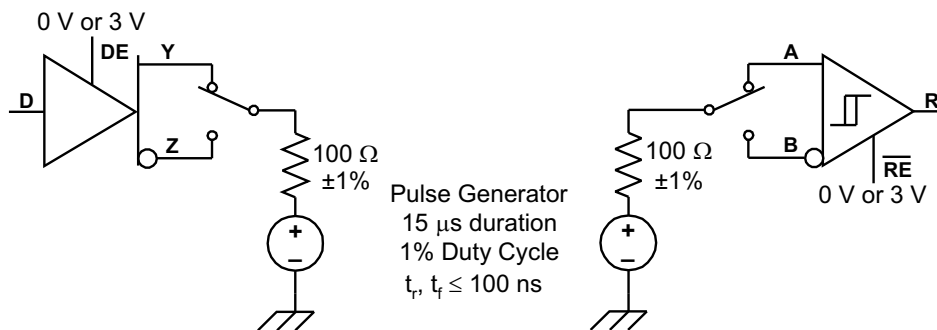 0 V or 3 V
DE
Y
D
Z
100 Ω
±1%
+
–
Pulse Generator
15 μs duration
1% Duty Cycle
tr, tf ≤ 100 ns
A
B
R
RE
0 V or 3 V
100 Ω
±1%
+
–